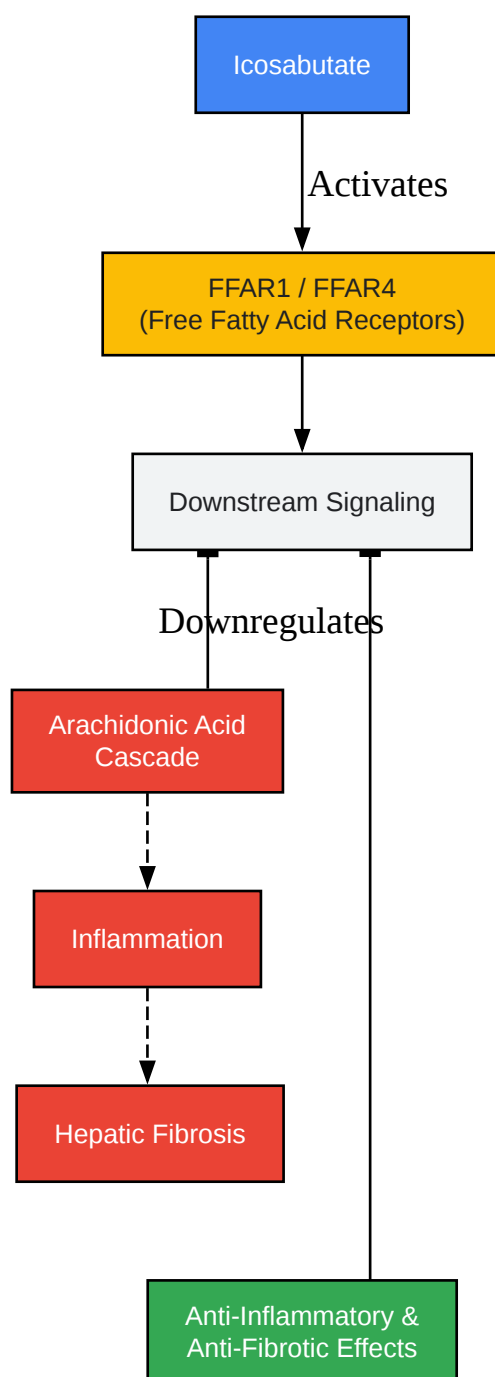 Icosabutate
Activates
FFAR1 / FFAR4
(Free Fatty Acid Receptors)
Downstream Signaling
Downregulates
Arachidonic Acid
Cascade
Inflammation
Hepatic Fibrosis
Anti-Inflammatory &
Anti-Fibrotic Effects